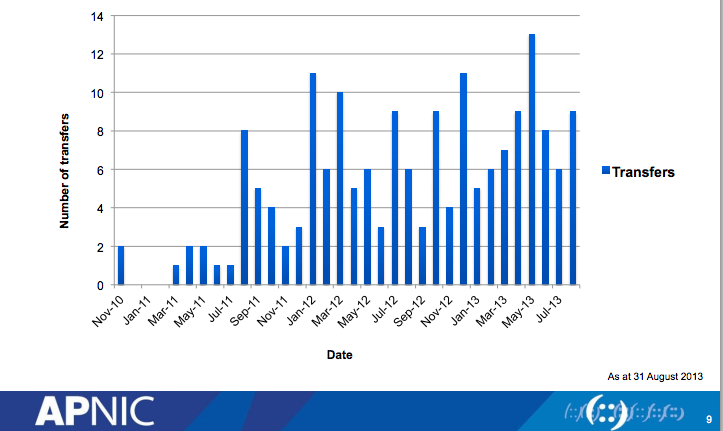 14
12
10
8
6
4
2
0
Number of transfers
Nov-10
Jan-11
Mar-11
May-11
Jul-11
Sep-11
Nov-11
Jan-12
Mar-12
May-12
Jul-12
Sep-12
Nov-12
Jan-13
Mar-13
May-13
Jul-13
Date
Transfers
As at 31 August 2013
APNIC
9